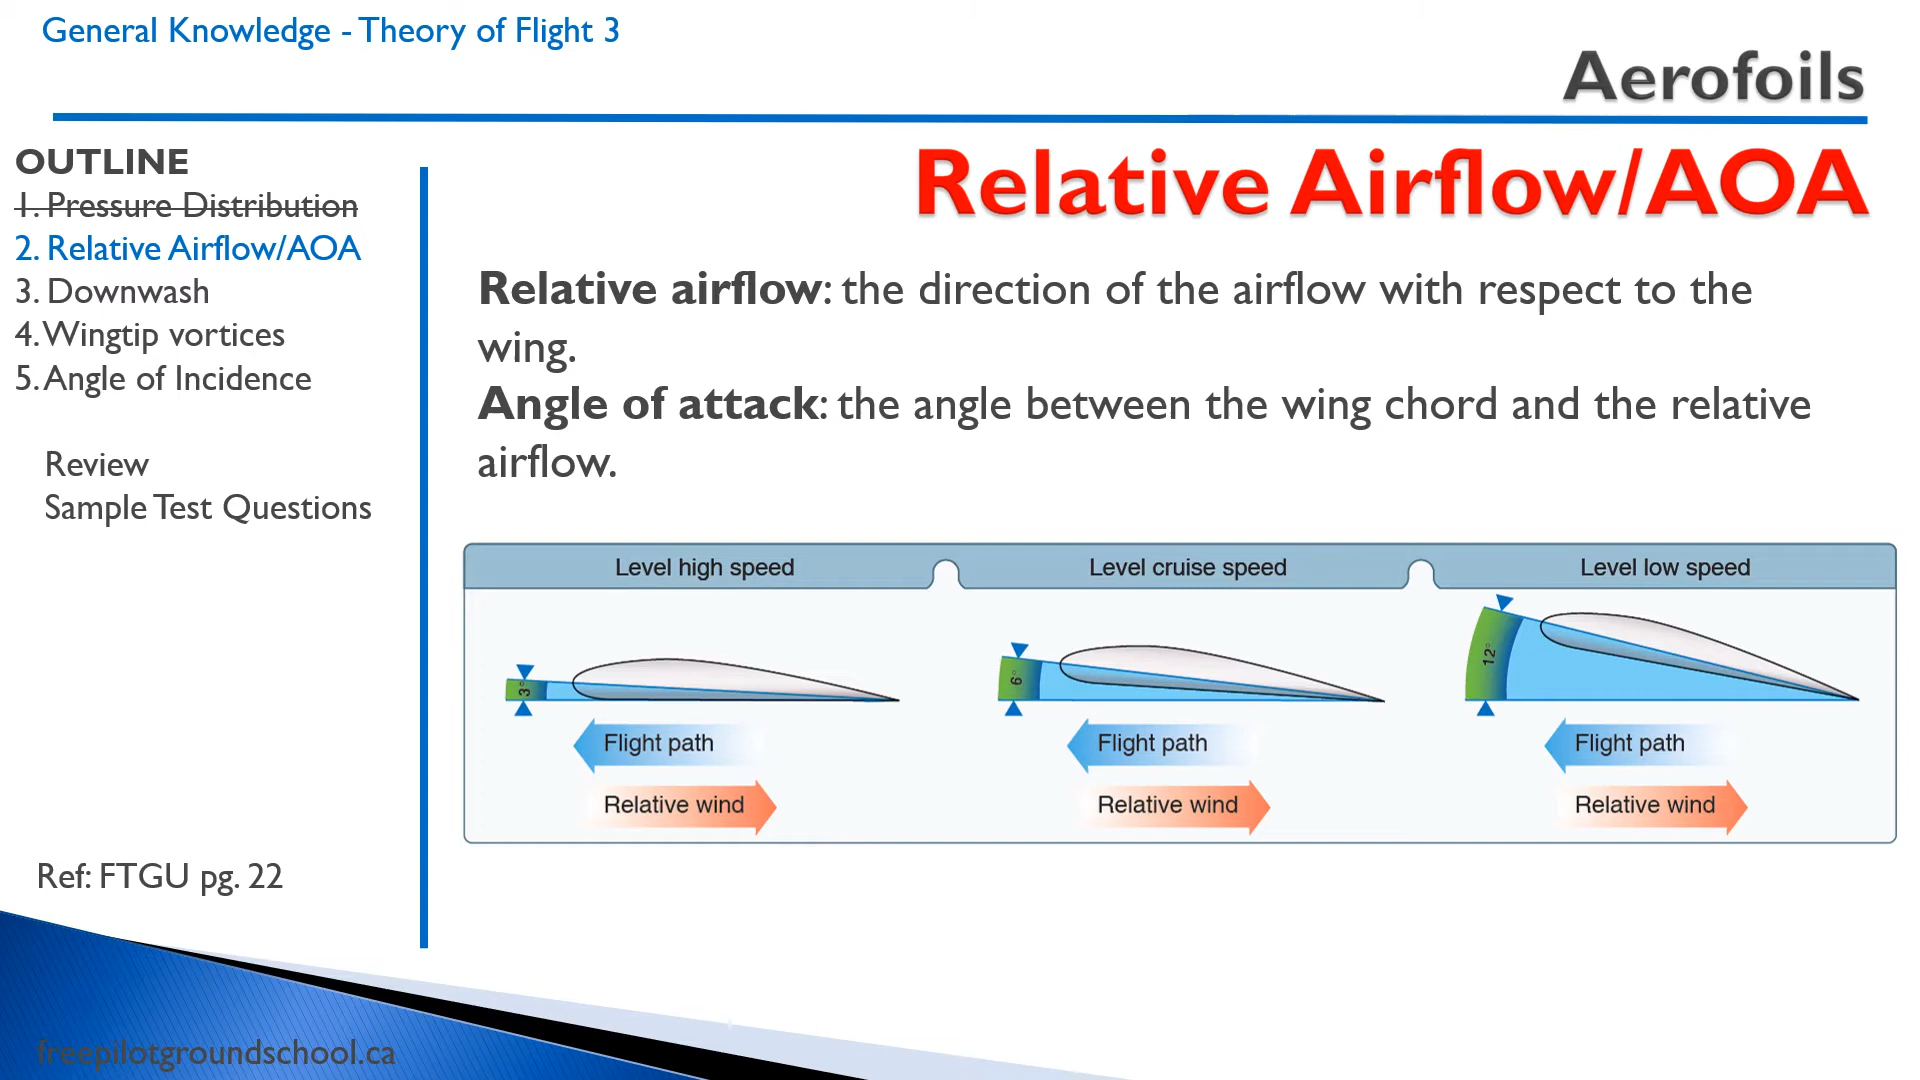 General Knowledge - Theory of Flight 3
Aerofoils
OUTLINE
1. Pressure Distribution
2. Relative Airflow/AOA
3. Downwash
4. Wingtip vortices
5. Angle of Incidence
Review
Sample Test Questions
Ref: FTGU pg. 22
freepilotgroundschool.ca
Relative Airflow/AOA
Relative airflow: the direction of the airflow with respect to the
wing.
Angle of attack: the angle between the wing chord and the relative
airflow.
Level high speed
3°
Flight path
Relative wind
Level cruise speed
6°
Flight path
Relative wind
Level low speed
12°
Flight path
Relative wind